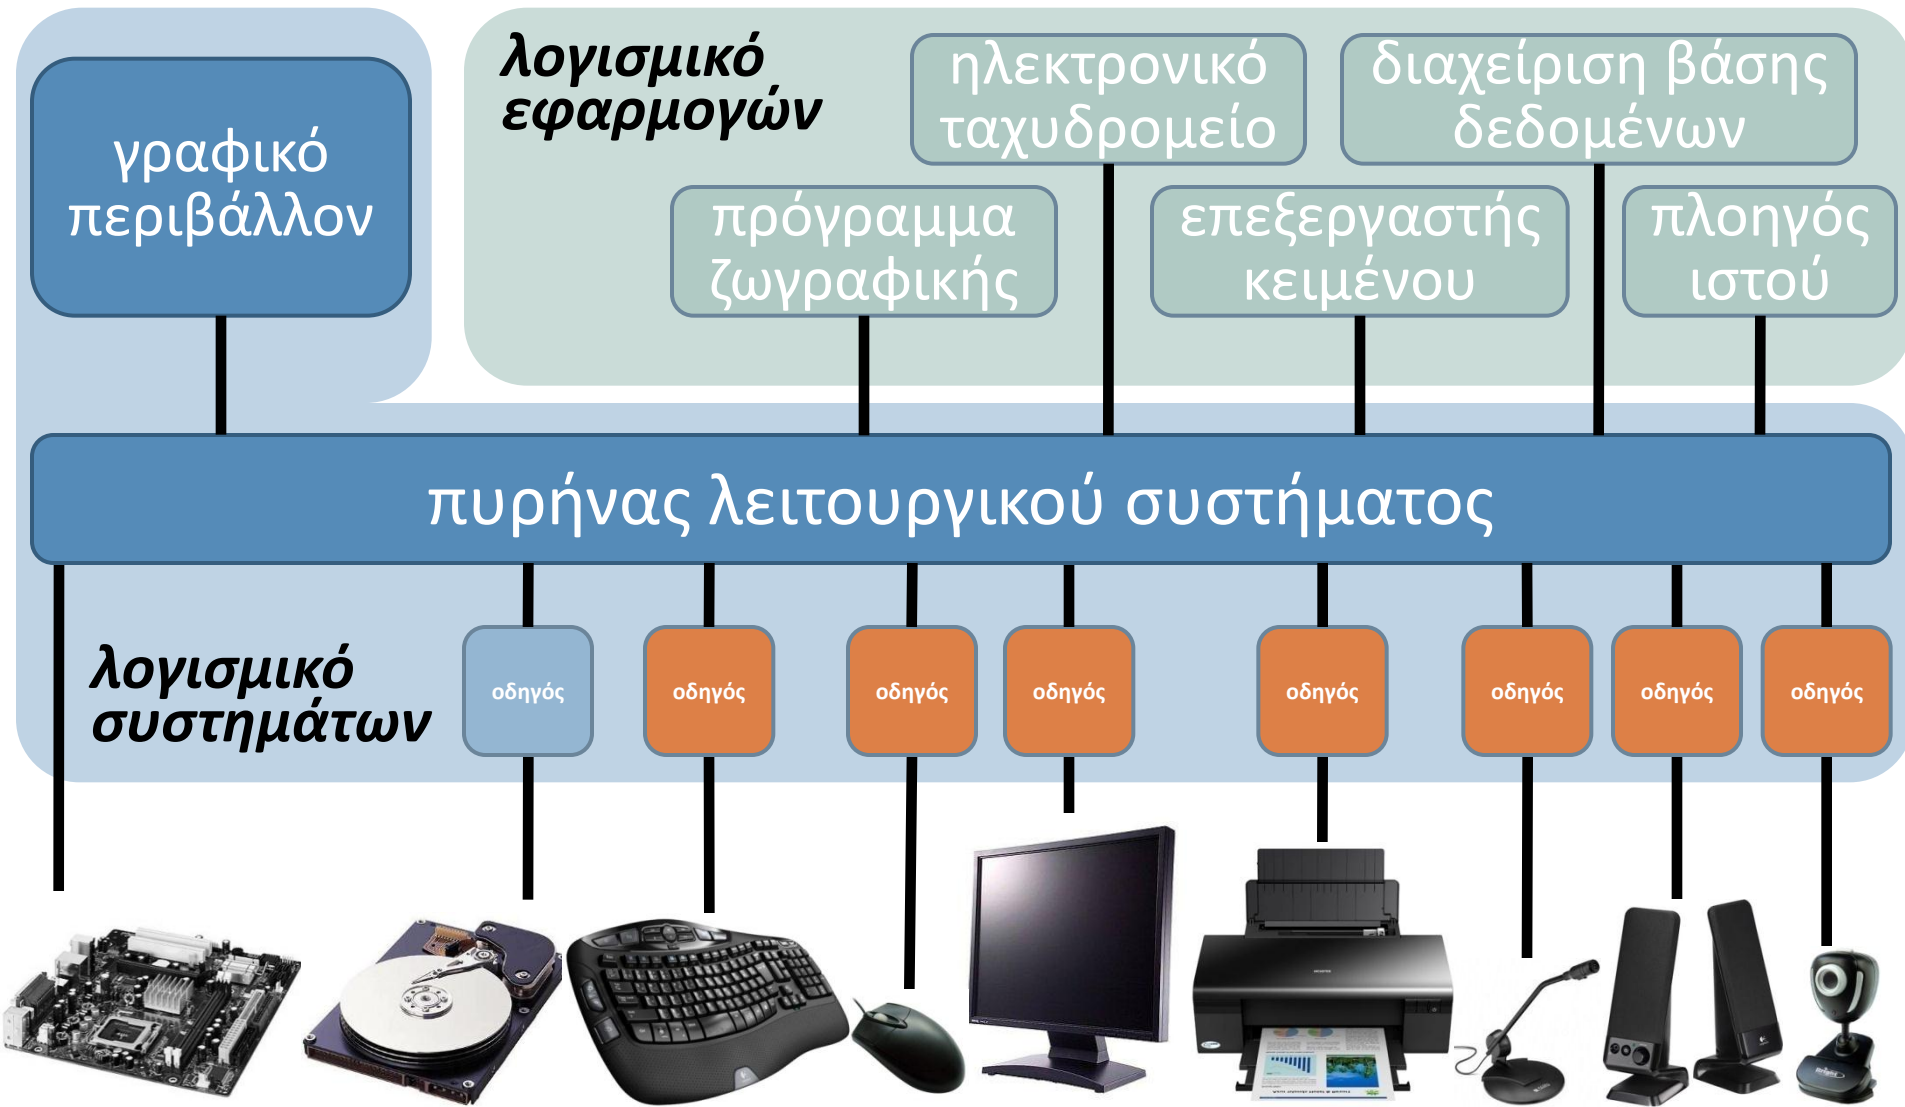 γραφικό
περιβάλλον
λογισμικό
εφαρμογών
ηλεκτρονικό
ταχυδρομείο
διαχείριση βάσης
δεδομένων
πρόγραμμα
ζωγραφικής
επεξεργαστής
κειμένου
πλοηγός
ιστού
πυρήνας λειτουργικού συστήματος
λογισμικό
συστημάτων
οδηγός
οδηγός
οδηγός
οδηγός
οδηγός
οδηγός
οδηγός
οδηγός